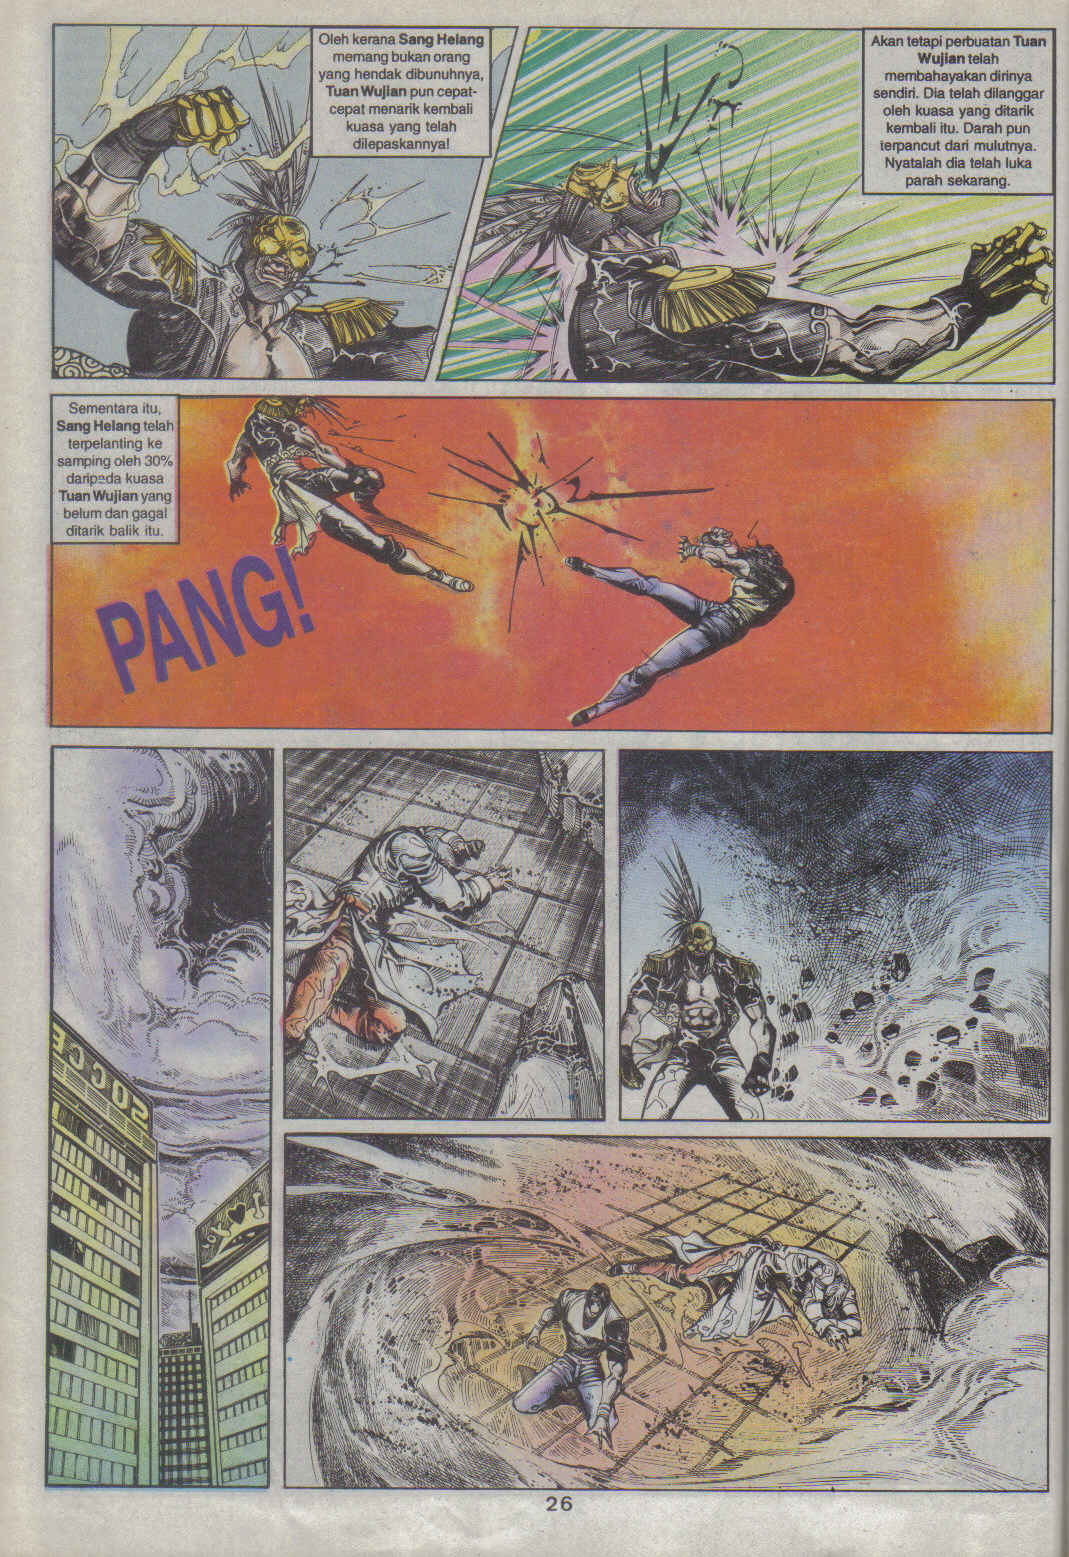 Oleh kerana Sang Helang
memang bukan orang
yang hendak dibunuhnya,
Tuan Wujian pun cepat-
cepat menarik kembali
kuasa yang telah
dilepaskannya!
Akan tetapi perbuatan Tuan
Wujian telah
membahayakan dirinya
sendiri. Dia telah dilanggar
oleh kuasa yang ditarik
kembali itu. Darah pun
terpancut dari mulutnya.
Nyatalah dia telah luka
parah sekarang.
Sementara itu,
Sang Helang telah
terpelanting ke
samping oleh 30%
daripada kuasa
Tuan Wujian yang
belum dan gagal
ditarik balik itu.
PANG!
26